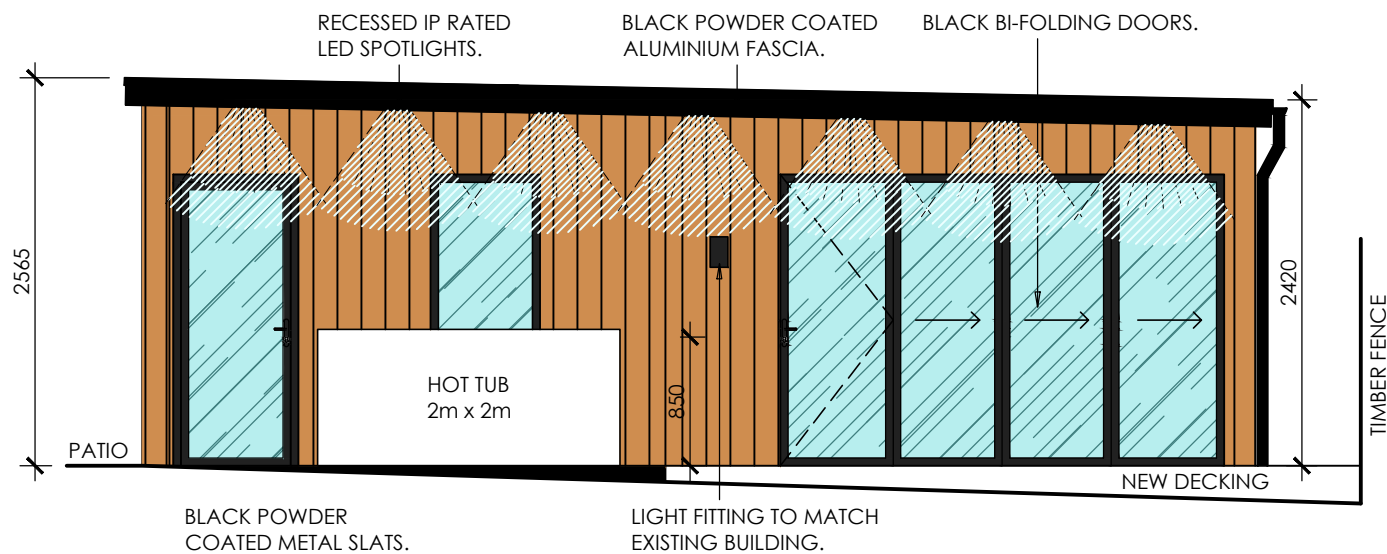 RECESSED IP RATED
LED SPOTLIGHTS.
BLACK POWDER COATED
ALUMINIUM FASCIA.
BLACK BI-FOLDING DOORS.
2565
2420
TIMBER FENCE
HOT TUB
2m x 2m
850
PATIO
NEW DECKING
BLACK POWDER
COATED METAL SLATS.
LIGHT FITTING TO MATCH
EXISTING BUILDING.